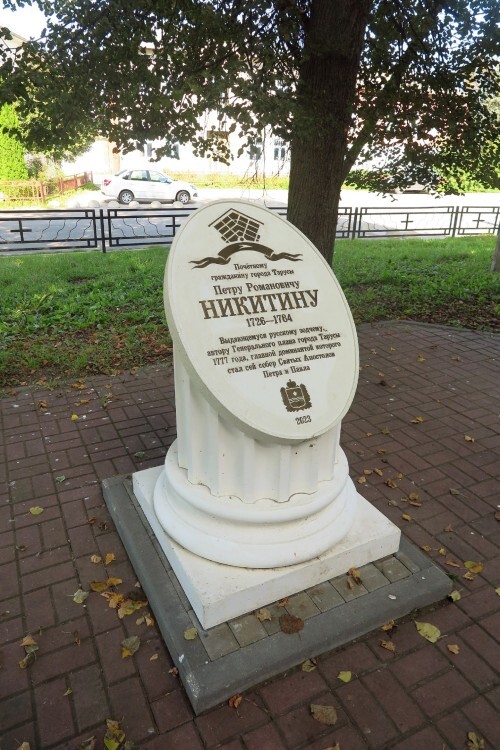 Почётному
гражданину города Тарусы
Петру Романовичу
НИКИТИНУ
1726—1784
Выдающемуся русскому зодчему,
автору Генерального плана города Тарусы
1777 года, главной доминантой которого
стал сей собор Святых Апостолов
Петра и Павла
2023